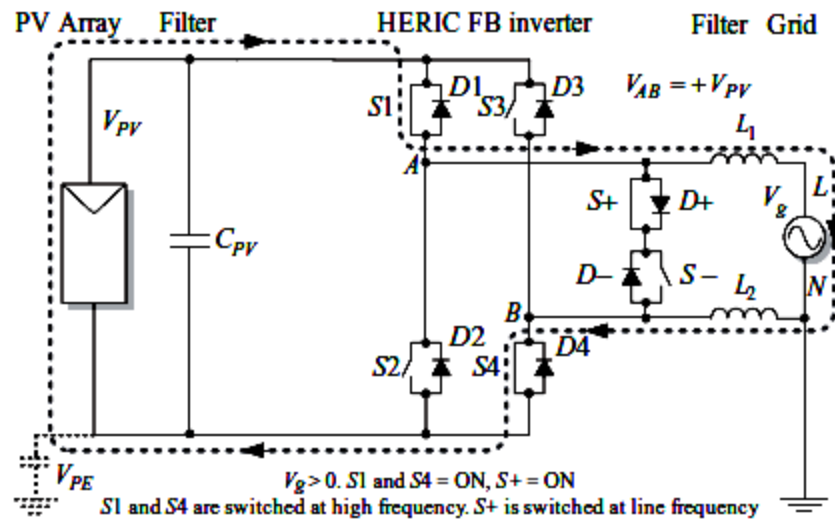 PV Array Filter HERIC FB inverter Filter Grid
D1 D3 V_AB = + V_PV
S1 S3
V_PV L1
A
S+ D+ V_g L
C_PV
D− S − L2 N
B
D2 D4
S2 S4
V_PE
V_g > 0. S1 and S4 = ON, S+ = ON
S1 and S4 are switched at high frequency. S+ is switched at line frequency